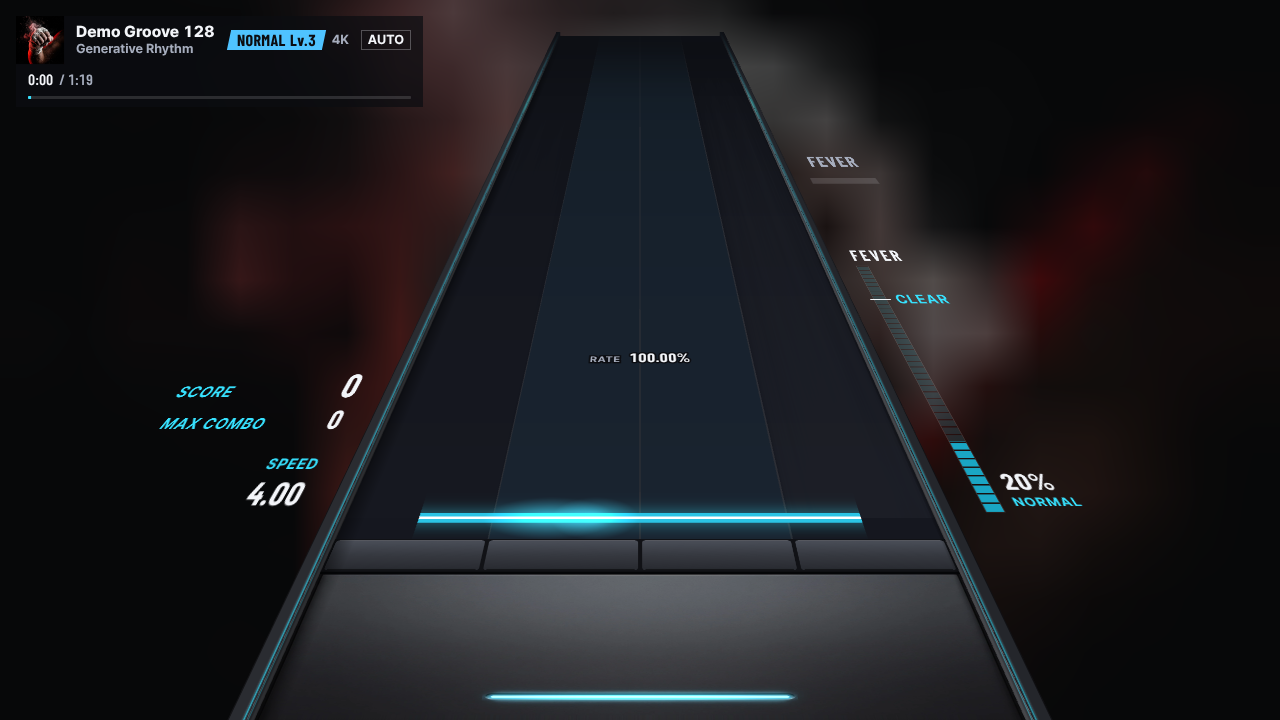 Demo Groove 128
Generative Rhythm
NORMAL Lv.3 4K AUTO
0:00 / 1:19
FEVER
FEVER
CLEAR
RATE 100.00%
SCORE 0
MAX COMBO 0
SPEED
4.00
20%
NORMAL